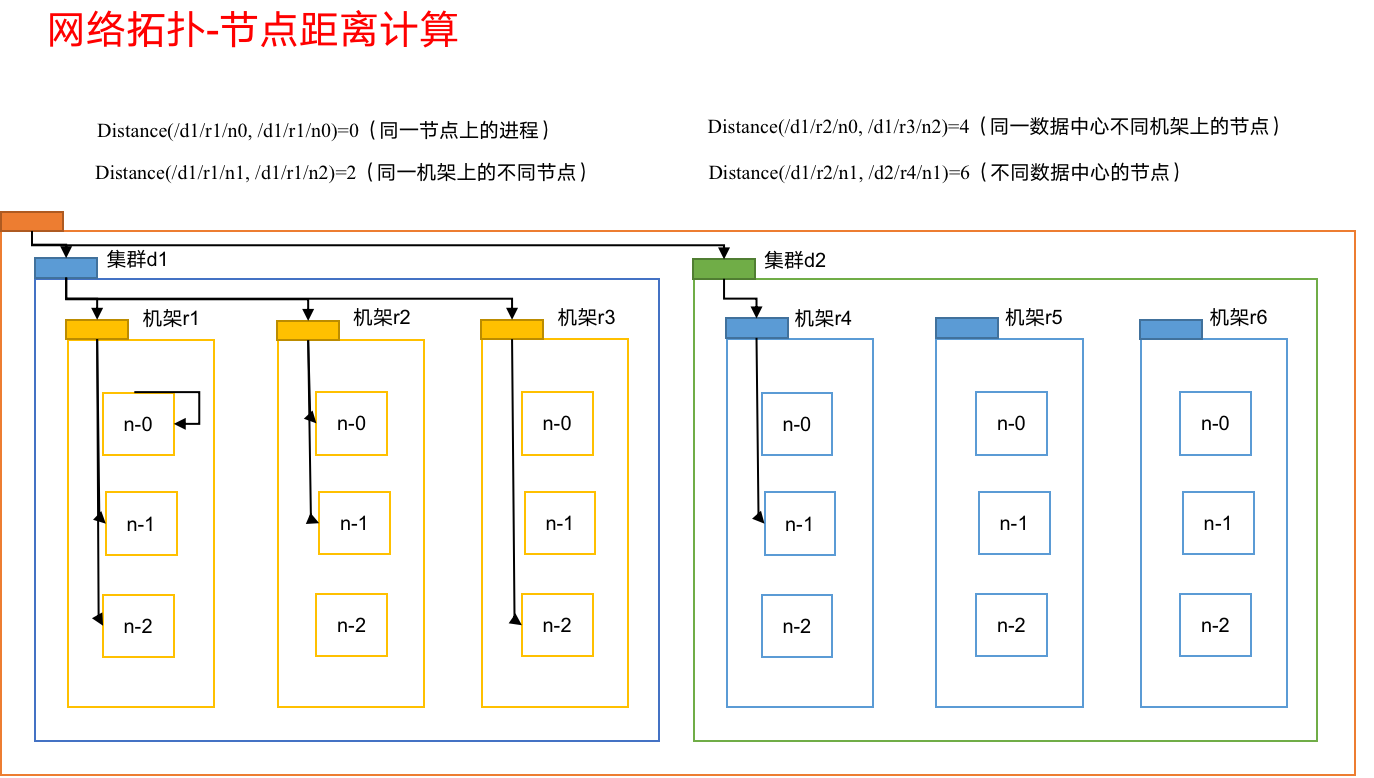 网络拓扑-节点距离计算
Distance(/d1/r1/n0, /d1/r1/n0)=0（同一节点上的进程）
Distance(/d1/r1/n1, /d1/r1/n2)=2（同一机架上的不同节点）
Distance(/d1/r2/n0, /d1/r3/n2)=4（同一数据中心不同机架上的节点）
Distance(/d1/r2/n1, /d2/r4/n1)=6（不同数据中心的节点）
集群d1
机架r1
n-0
n-1
n-2
机架r2
n-0
n-1
n-2
机架r3
n-0
n-1
n-2
集群d2
机架r4
n-0
n-1
n-2
机架r5
n-0
n-1
n-2
机架r6
n-0
n-1
n-2